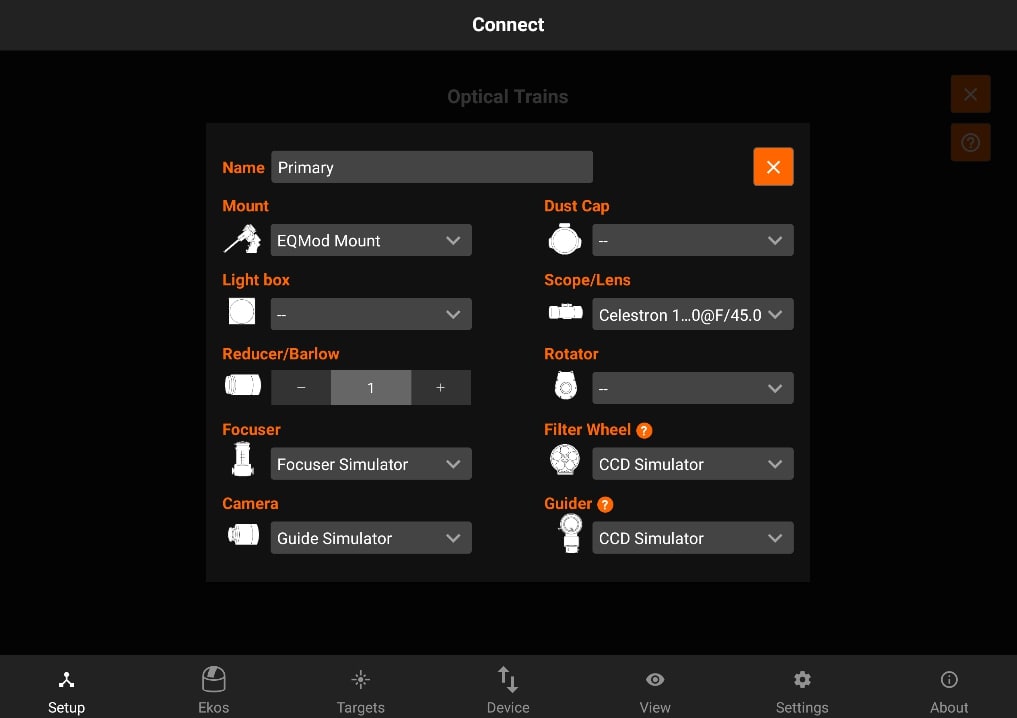 Connect
Optical Trains
Name Primary
Mount
EQMod Mount
Dust Cap
--
Light box
--
Scope/Lens
Celestron 1...0@F/45.0
Reducer/Barlow
− 1 +
Rotator
--
Focuser
Focuser Simulator
Filter Wheel ?
CCD Simulator
Camera
Guide Simulator
Guider ?
CCD Simulator
Setup Ekos Targets Device View Settings About